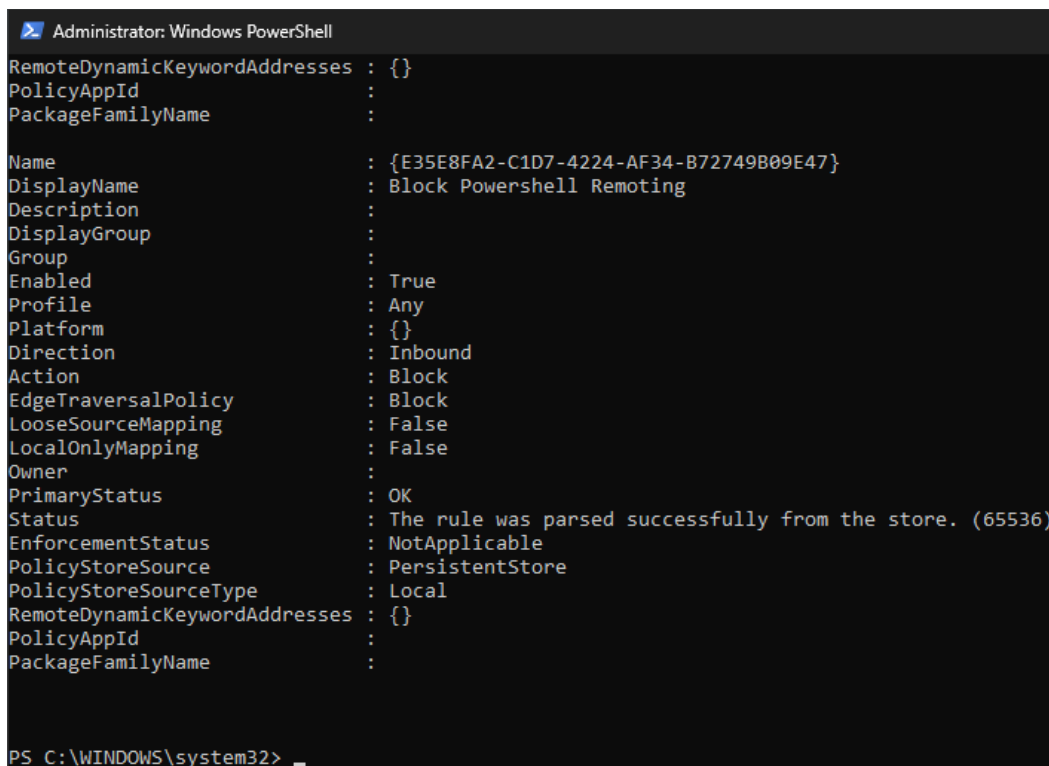 Administrator: Windows PowerShell
RemoteDynamicKeywordAddresses : {}
PolicyAppId                   :
PackageFamilyName             :
Name                          : {E35E8FA2-C1D7-4224-AF34-B72749B09E47}
DisplayName                   : Block Powershell Remoting
Description                   :
DisplayGroup                  :
Group                         :
Enabled                       : True
Profile                       : Any
Platform                      : {}
Direction                     : Inbound
Action                        : Block
EdgeTraversalPolicy           : Block
LooseSourceMapping            : False
LocalOnlyMapping              : False
Owner                         :
PrimaryStatus                 : OK
Status                        : The rule was parsed successfully from the store. (65536)
EnforcementStatus             : NotApplicable
PolicyStoreSource             : PersistentStore
PolicyStoreSourceType         : Local
RemoteDynamicKeywordAddresses : {}
PolicyAppId                   :
PackageFamilyName             :
PS C:\WINDOWS\system32> _